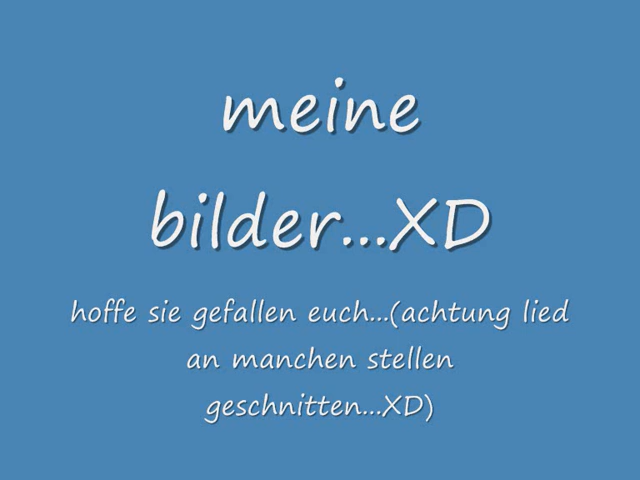 meine
bilder...XD
hoffe sie gefallen euch...(achtung lied
an manchen stellen
geschnitten...XD)